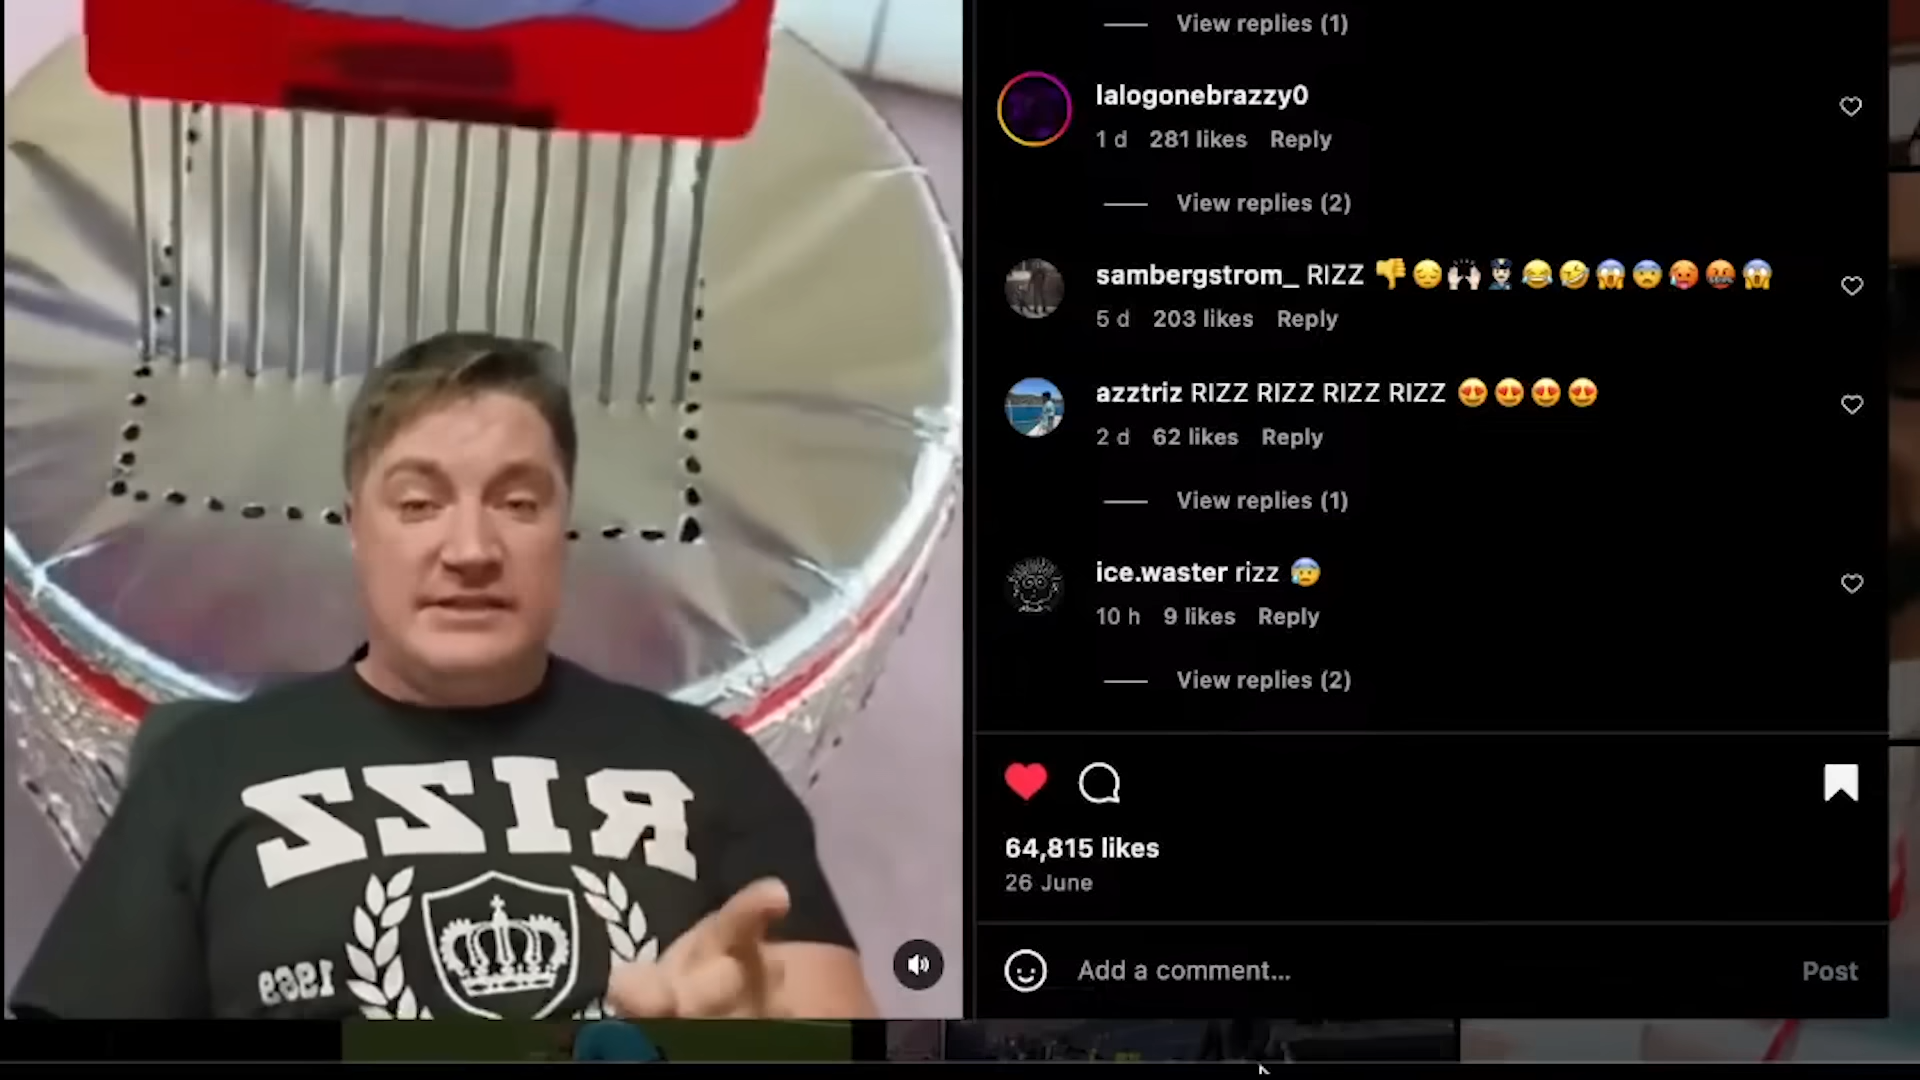 RIZZ
1969
View replies (1)
lalogonebrazzy0
1 d 281 likes Reply
View replies (2)
sambergstrom_ RIZZ 👎😔🙌🏻👮🏻😂🤣😱😨🥵🤬😱
5 d 203 likes Reply
azztriz RIZZ RIZZ RIZZ RIZZ 😍😍😍😍
2 d 62 likes Reply
View replies (1)
ice.waster rizz 😰
10 h 9 likes Reply
View replies (2)
64,815 likes
26 June
Add a comment... Post